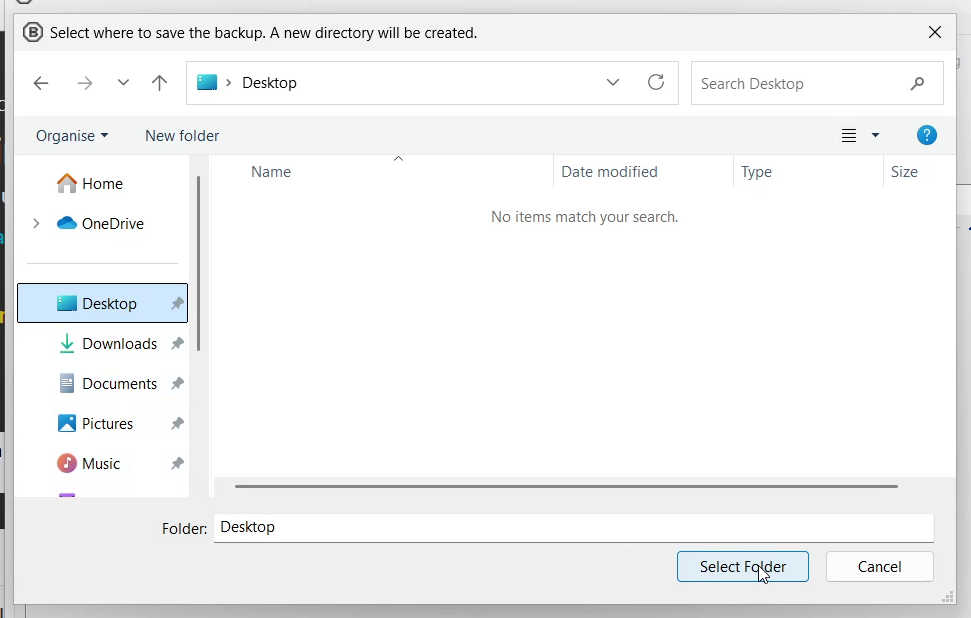 Select where to save the backup. A new directory will be created.
Desktop
Search Desktop
Organise
New folder
Name
Date modified
Type
Size
Home
No items match your search.
OneDrive
Desktop
Downloads
Documents
Pictures
Music
Folder:
Desktop
Select Folder
Cancel